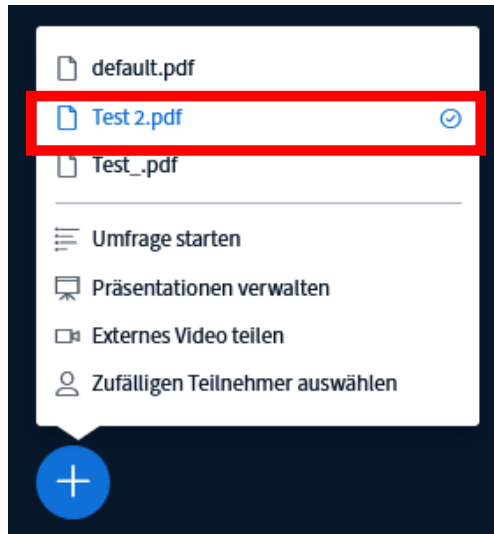 default.pdf
Test 2.pdf
Test_.pdf
Umfrage starten
Präsentationen verwalten
Externes Video teilen
Zufälligen Teilnehmer auswählen